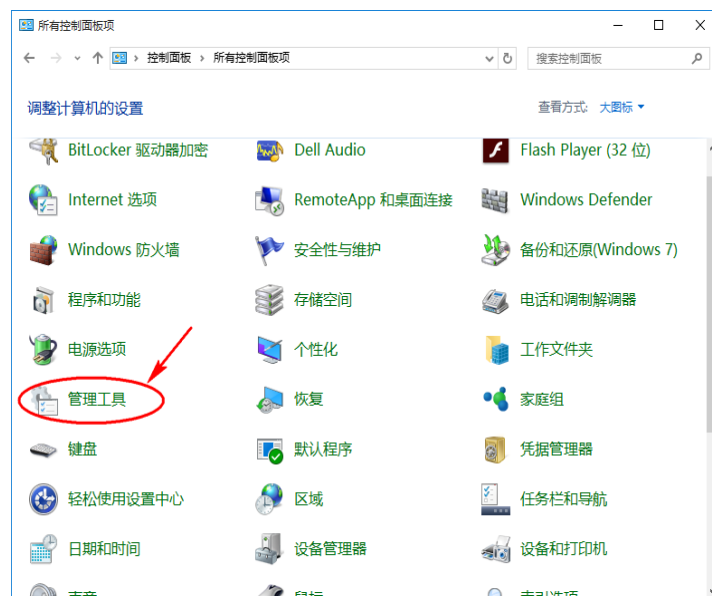 所有控制面板项
控制面板 › 所有控制面板项
搜索控制面板
调整计算机的设置
查看方式: 大图标
BitLocker 驱动器加密 Dell Audio Flash Player (32 位)
Internet 选项 RemoteApp 和桌面连接 Windows Defender
Windows 防火墙 安全性与维护 备份和还原(Windows 7)
程序和功能 存储空间 电话和调制解调器
电源选项 个性化 工作文件夹
管理工具 恢复 家庭组
键盘 默认程序 凭据管理器
轻松使用设置中心 区域 任务栏和导航
日期和时间 设备管理器 设备和打印机
声音 鼠标 索引选项